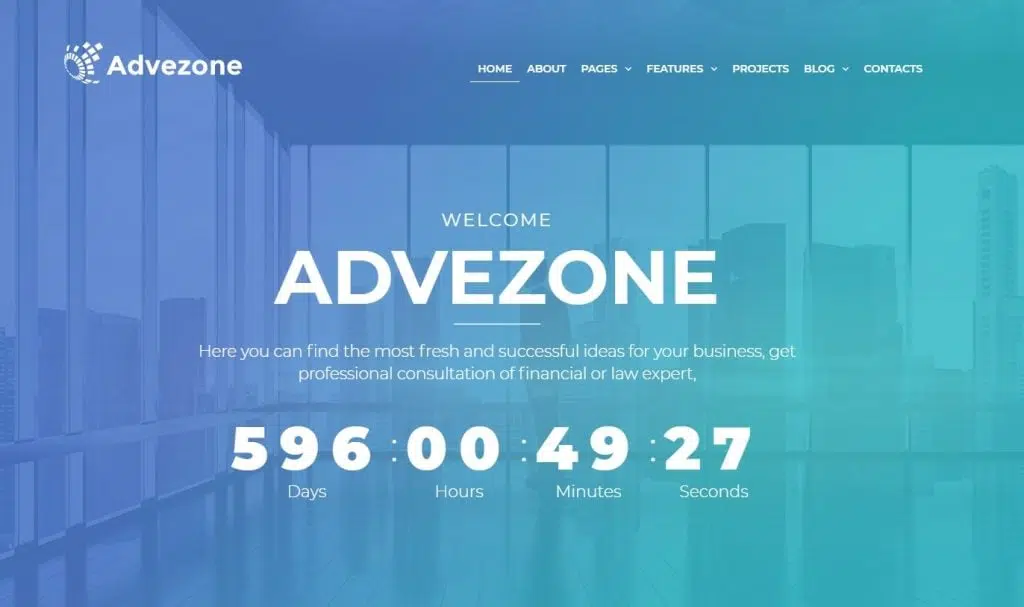 Advezone
HOME ABOUT PAGES FEATURES PROJECTS BLOG CONTACTS
WELCOME
ADVEZONE
Here you can find the most fresh and successful ideas for your business, get
professional consultation of financial or law expert,
596 : 00 : 49 : 27
Days Hours Minutes Seconds